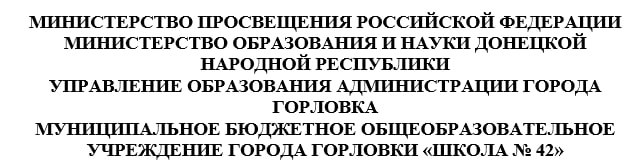 МИНИСТЕРСТВО ПРОСВЕЩЕНИЯ РОССИЙСКОЙ ФЕДЕРАЦИИ
МИНИСТЕРСТВО ОБРАЗОВАНИЯ И НАУКИ ДОНЕЦКОЙ
НАРОДНОЙ РЕСПУБЛИКИ
УПРАВЛЕНИЕ ОБРАЗОВАНИЯ АДМИНИСТРАЦИИ ГОРОДА
ГОРЛОВКА
МУНИЦИПАЛЬНОЕ БЮДЖЕТНОЕ ОБЩЕОБРАЗОВАТЕЛЬНОЕ
УЧРЕЖДЕНИЕ ГОРОДА ГОРЛОВКИ «ШКОЛА № 42»